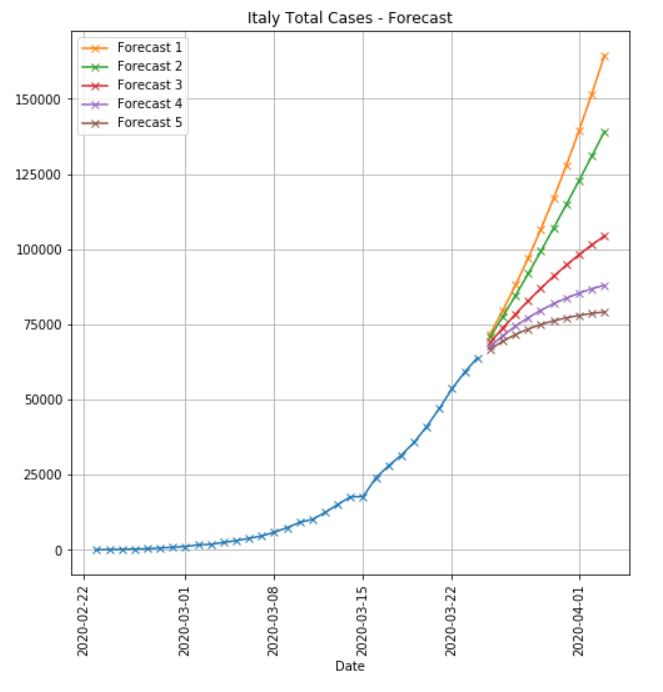 Italy Total Cases - Forecast
Forecast 1
Forecast 2
Forecast 3
Forecast 4
Forecast 5
150000
125000
100000
75000
50000
25000
0
2020-02-22
2020-03-01
2020-03-08
2020-03-15
2020-03-22
2020-04-01
Date